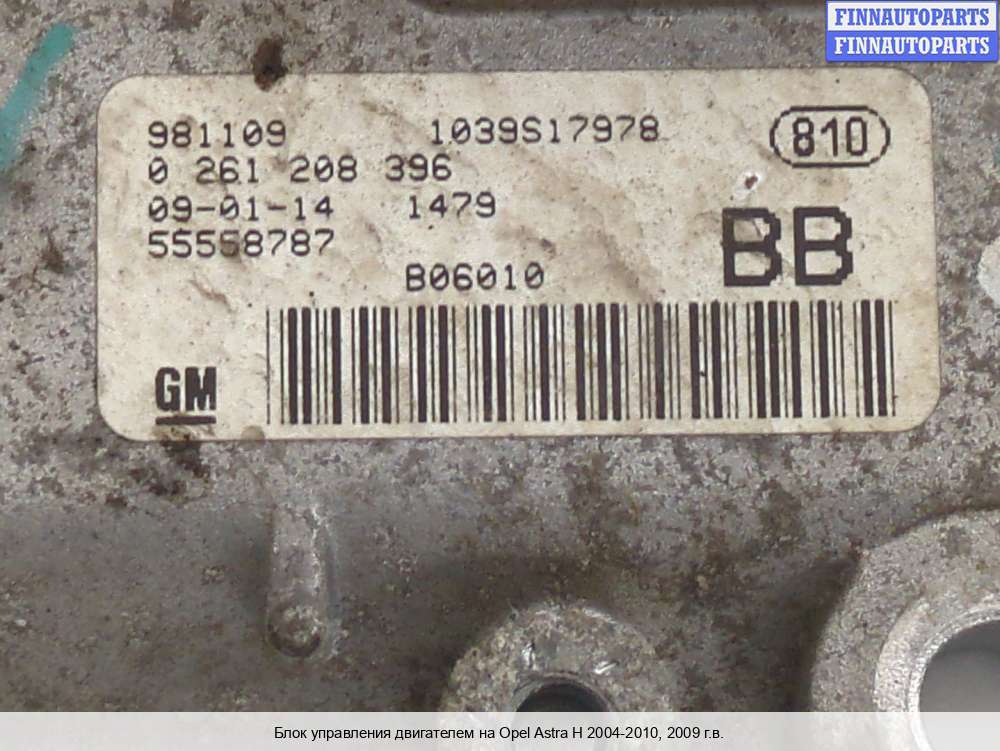 FINNAUTOPARTS
FINNAUTOPARTS
981109 1039S17978 810
0 261 208 396
09-01-14 1479
55558787 BB
B06010
GM
Блок управления двигателем на Opel Astra H 2004-2010, 2009 г.в.